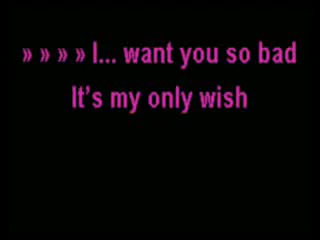 » » » » I... want you so bad
It’s my only wish